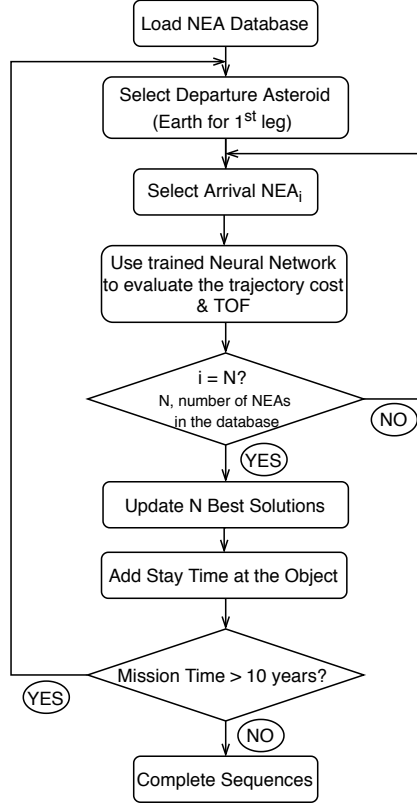 Load NEA Database
Select Departure Asteroid
(Earth for 1st leg)
Select Arrival NEAi
Use trained Neural Network
to evaluate the trajectory cost
& TOF
i = N?
N, number of NEAs
in the database
NO
YES
Update N Best Solutions
Add Stay Time at the Object
Mission Time > 10 years?
YES
NO
Complete Sequences